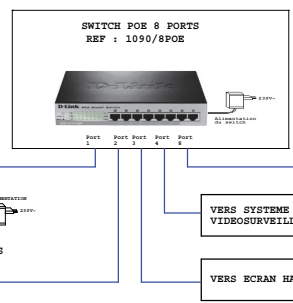 SWITCH POE 8 PORTS
REF : 1090/8POE
D-Link
230V~
Alimentation
du switch
Port Port Port Port Port
1 2 3 4 8
MENTATION
230V~
VERS SYSTEME
VIDEOSURVEILL
S
VERS ECRAN HA